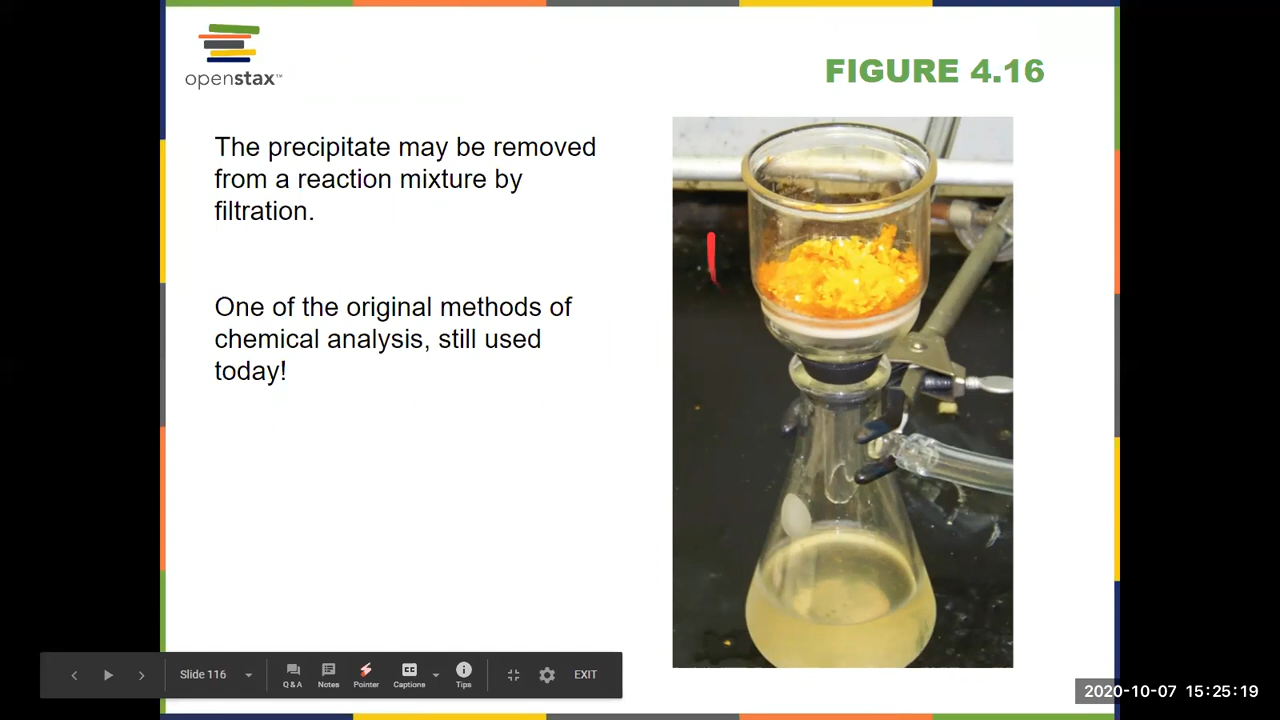 openstax™
FIGURE 4.16
The precipitate may be removed
from a reaction mixture by
filtration.
One of the original methods of
chemical analysis, still used
today!
Slide 116
Q & A
Notes
Pointer
CC
Captions
Tips
EXIT
2020-10-07 15:25:19